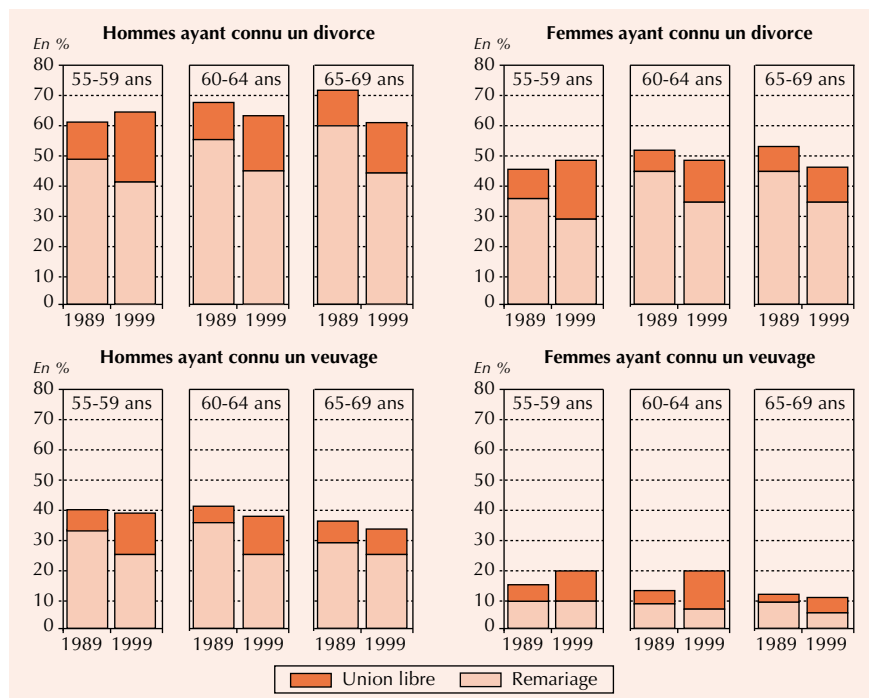 Hommes ayant connu un divorce
En %
80
70
60
50
40
30
20
10
0
55-59 ans 60-64 ans 65-69 ans
1989 1999 1989 1999 1989 1999
Femmes ayant connu un divorce
En %
80
70
60
50
40
30
20
10
0
55-59 ans 60-64 ans 65-69 ans
1989 1999 1989 1999 1989 1999
Hommes ayant connu un veuvage
En %
80
70
60
50
40
30
20
10
0
55-59 ans 60-64 ans 65-69 ans
1989 1999 1989 1999 1989 1999
Femmes ayant connu un veuvage
En %
80
70
60
50
40
30
20
10
0
55-59 ans 60-64 ans 65-69 ans
1989 1999 1989 1999 1989 1999
Union libre Remariage